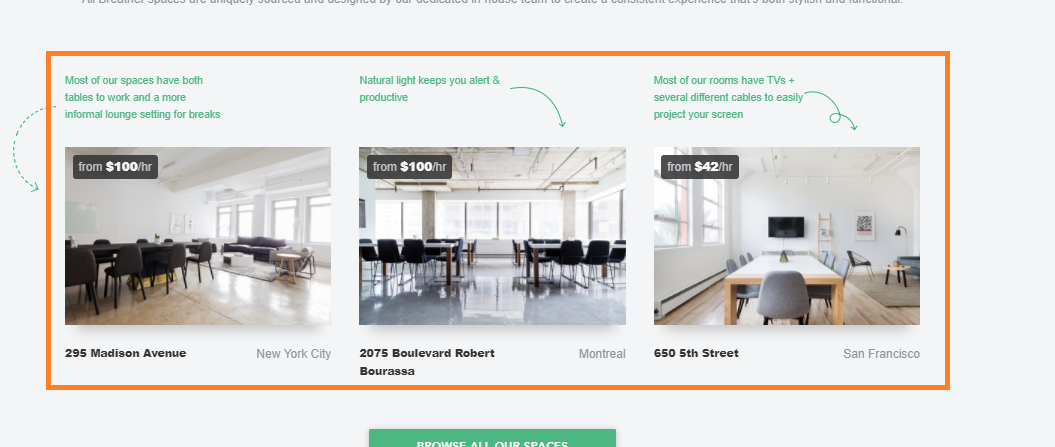 All Breather spaces are uniquely sourced and designed by our dedicated in-house team to create a consistent experience that's both stylish and functional.
Most of our spaces have both
tables to work and a more
informal lounge setting for breaks
Natural light keeps you alert &
productive
Most of our rooms have TVs +
several different cables to easily
project your screen
from $100/hr
from $100/hr
from $42/hr
295 Madison Avenue
New York City
2075 Boulevard Robert
Bourassa
Montreal
650 5th Street
San Francisco
BROWSE ALL OUR SPACES